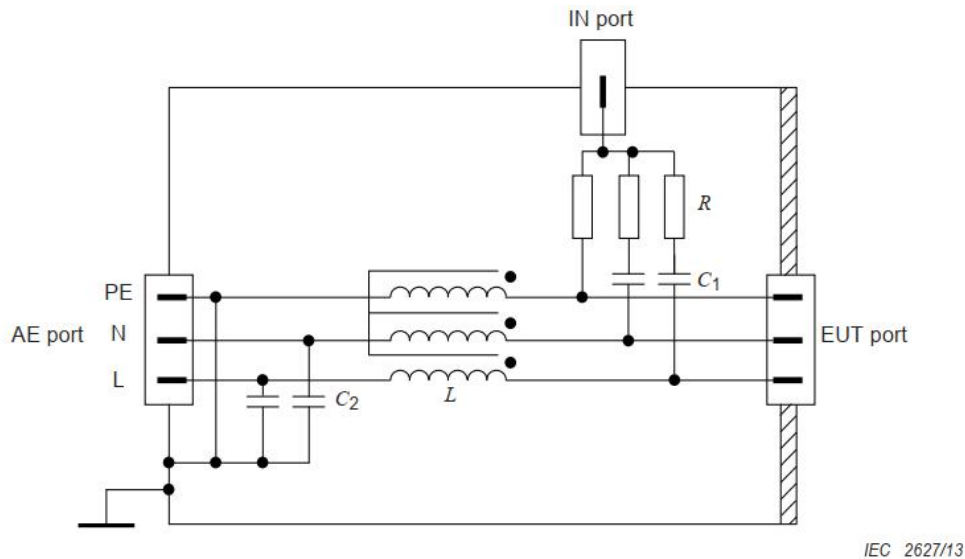 IN port
R
PE
C1
AE port
N
EUT port
L
C2
L
IEC 2627/13